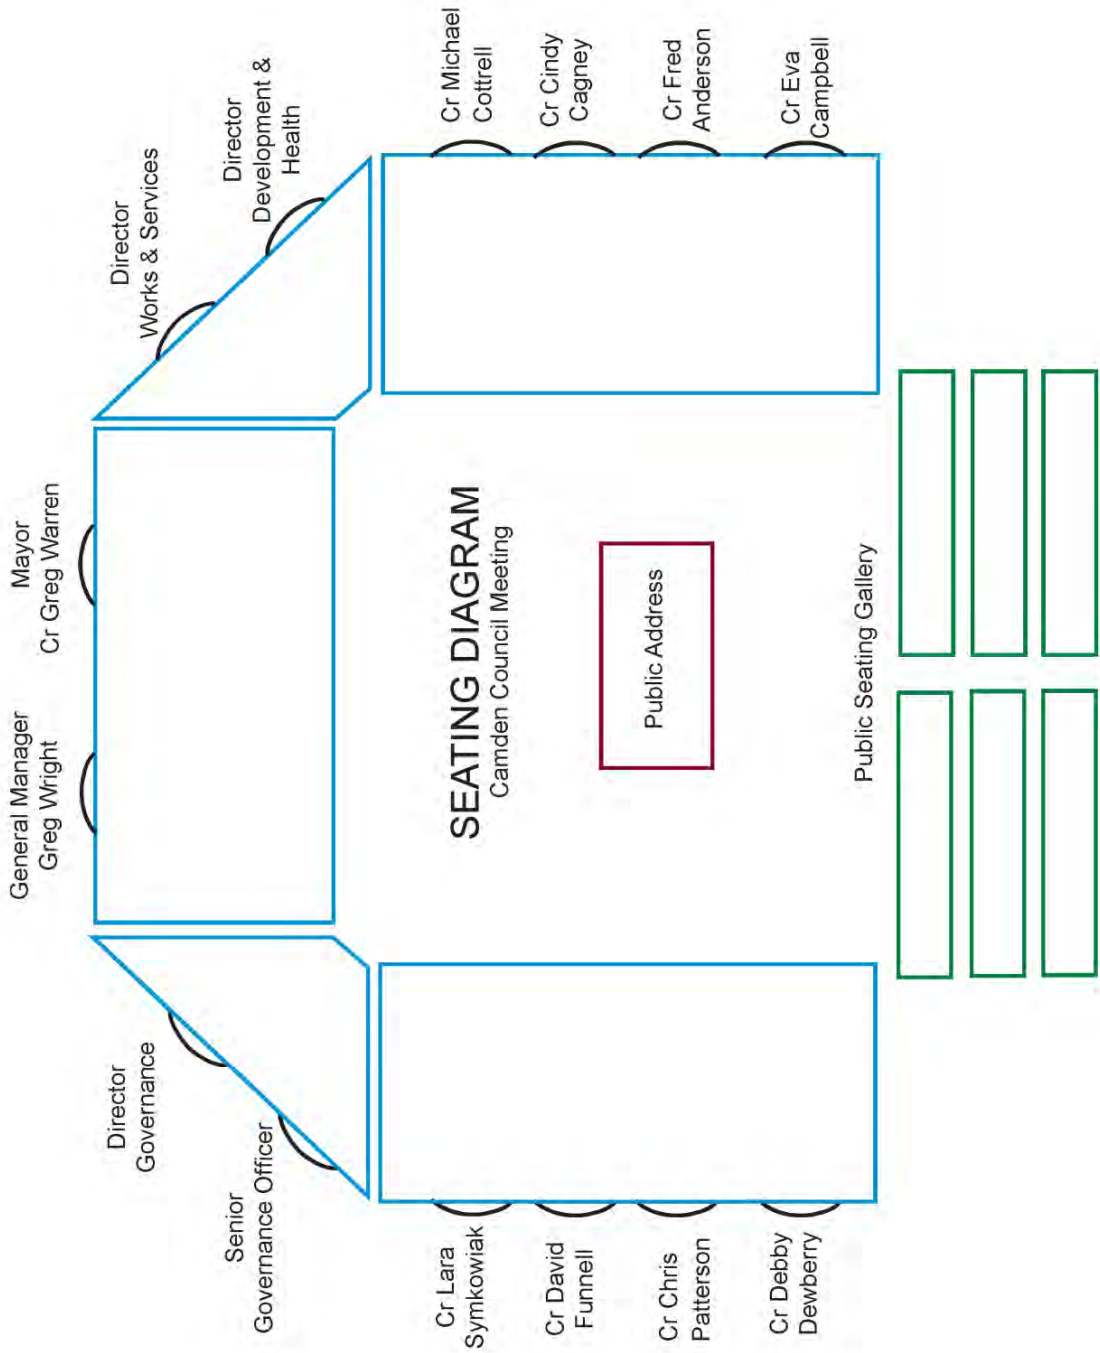 General Manager
Greg Wright
Mayor
Cr Greg Warren
Director
Governance
Director
Works & Services
Senior
Governance Officer
Director
Development &
Health
SEATING DIAGRAM
Camden Council Meeting
Cr Lara
Symkowiak
Cr David
Funnell
Cr Chris
Patterson
Cr Debby
Dewberry
Cr Michael
Cottrell
Cr Cindy
Cagney
Cr Fred
Anderson
Cr Eva
Campbell
Public Address
Public Seating Gallery